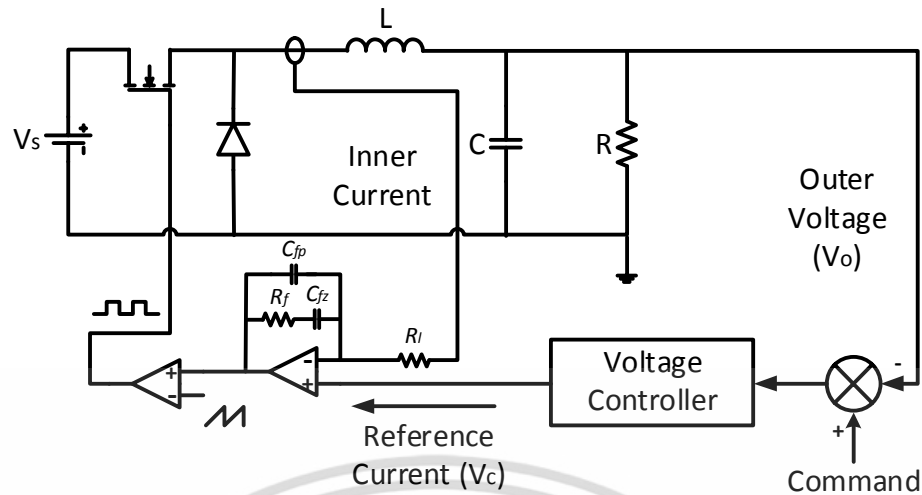 L
Vs
+
-
Inner
Current
C
R
Outer
Voltage
(Vo)
Cfp
Rf
Cfz
Rl
+
-
-
+
Voltage
Controller
-
+
Reference
Current (Vc)
Command